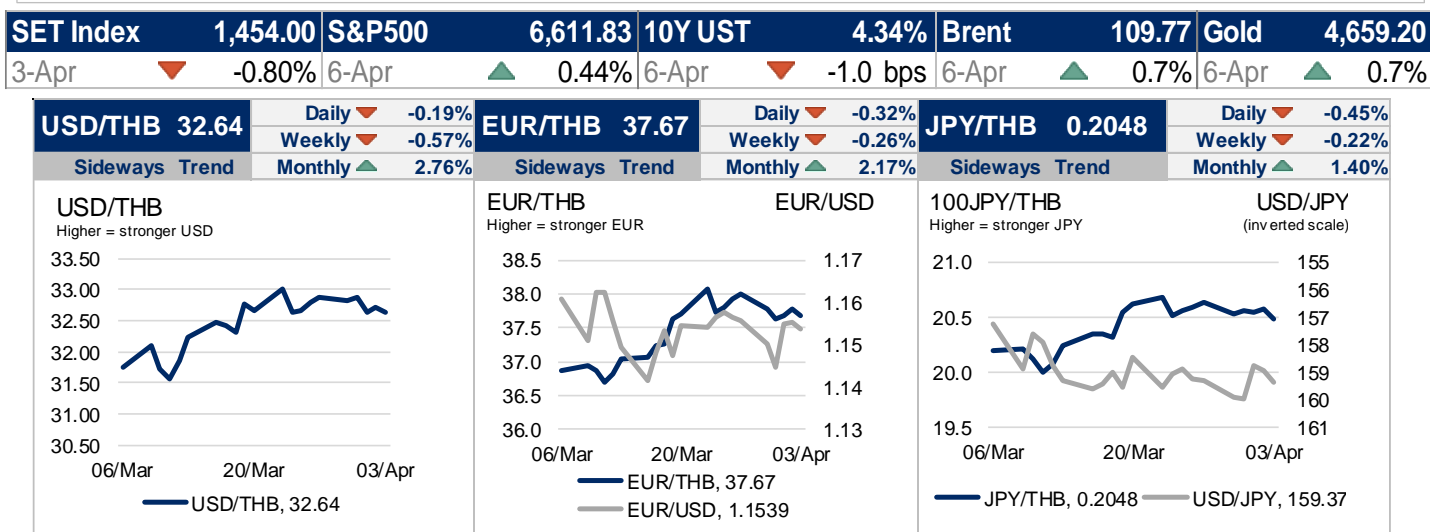 SET Index 1,454.00 S&P500 6,611.83 10Y UST 4.34% Brent 109.77 Gold 4,659.20
3-Apr -0.80% 6-Apr 0.44% 6-Apr -1.0 bps 6-Apr 0.7% 6-Apr 0.7%
USD/THB 32.64
Daily -0.19%
Weekly -0.57%
Sideways Trend Monthly 2.76%
USD/THB
Higher = stronger USD
33.50
33.00
32.50
32.00
31.50
31.00
30.50
06/Mar 20/Mar 03/Apr
USD/THB, 32.64
EUR/THB 37.67
Daily -0.32%
Weekly -0.26%
Sideways Trend Monthly 2.17%
EUR/THB EUR/USD
Higher = stronger EUR
38.5 1.17
38.0 1.16
37.5 1.15
37.0 1.14
36.5
36.0 1.13
06/Mar 20/Mar 03/Apr
EUR/THB, 37.67
EUR/USD, 1.1539
JPY/THB 0.2048
Daily -0.45%
Weekly -0.22%
Sideways Trend Monthly 1.40%
100JPY/THB USD/JPY
Higher = stronger JPY (inverted scale)
21.0 155
156
20.5 157
158
20.0 159
160
19.5 161
06/Mar 20/Mar 03/Apr
JPY/THB, 0.2048 USD/JPY, 159.37